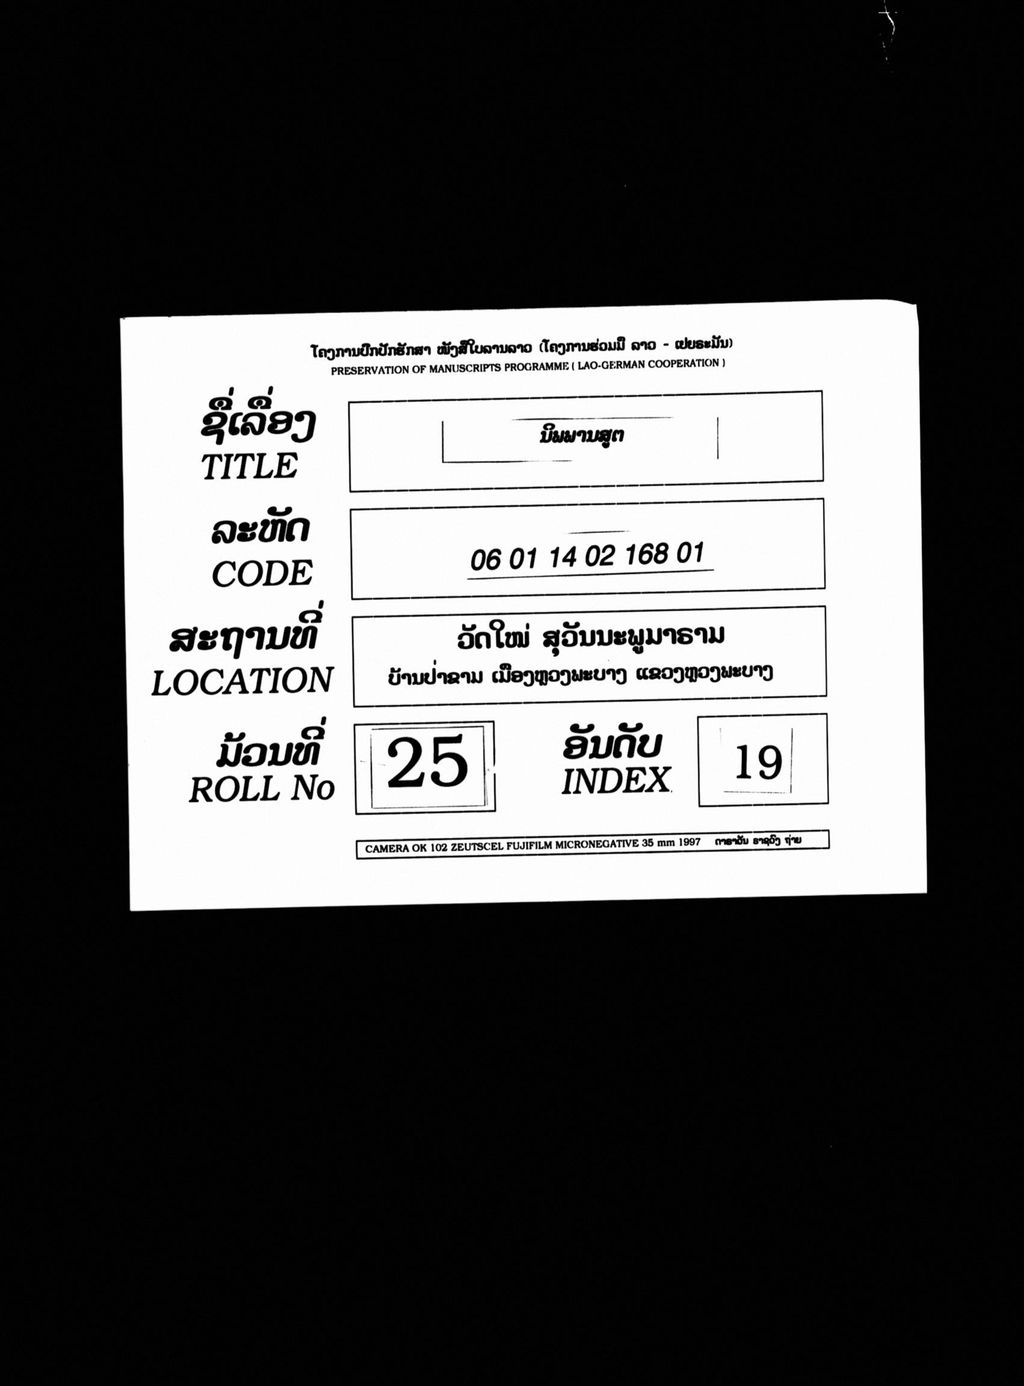 ໂຄງການປົກປັກຮັກສາ ໜັງສືໃບລານລາວ (ໂຄງການຮ່ວມມື ລາວ - ເຢຍຣະມັນ)
PRESERVATION OF MANUSCRIPTS PROGRAMME ( LAO-GERMAN COOPERATION )
ຊື່ເລື່ອງ
TITLE
ນິພພານສູຕ
ລະຫັດ
CODE
06 01 14 02 168 01
ສະຖານທີ່
LOCATION
ວັດໃໝ່ ສຸວັນນະພູມາຣາມ
ບ້ານປ່າຂາມ ເມືອງຫຼວງພະບາງ ແຂວງຫຼວງພະບາງ
ມ້ວນທີ່
ROLL No
25
ອັນດັບ
INDEX
19
CAMERA OK 102 ZEUTSCEL FUJIFILM MICRONEGATIVE 35 mm 1997 ຖ່າຍ